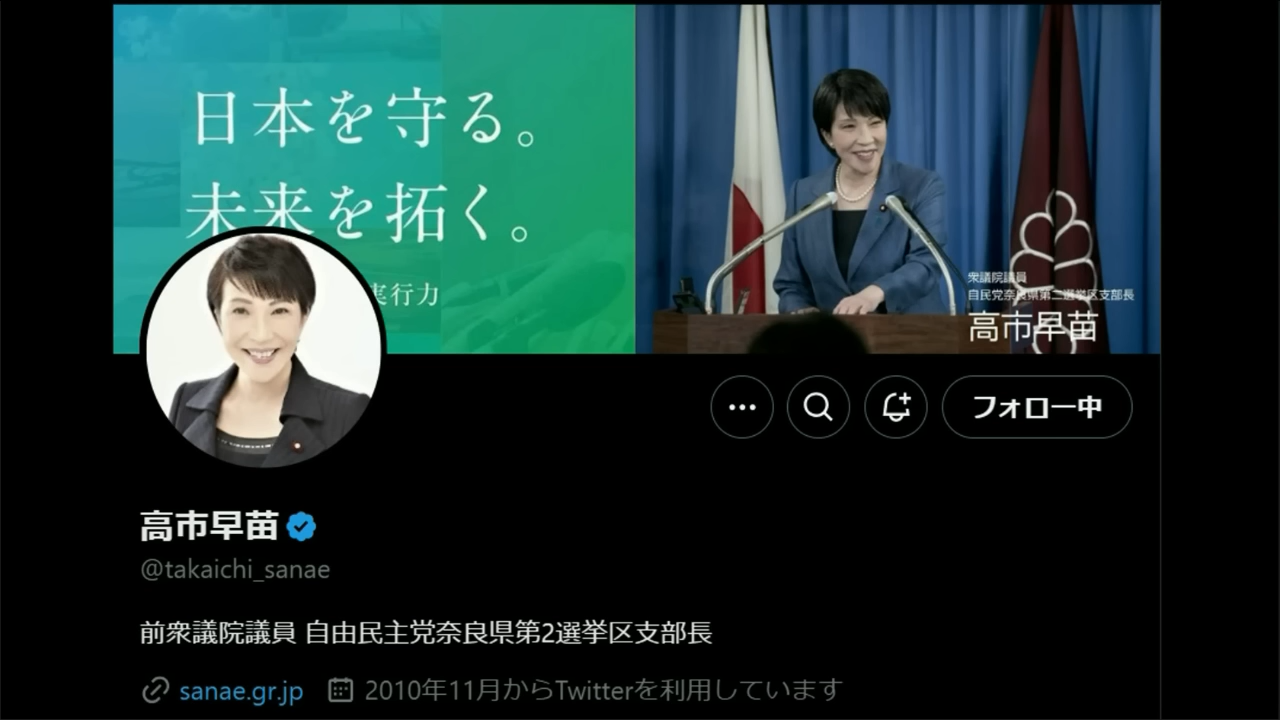 日本を守る。
未来を拓く。
実行力
衆議院議員
自民党奈良県第二選挙区支部長
高市早苗
フォロー中
高市早苗
@takaichi_sanae
前衆議院議員 自由民主党奈良県第2選挙区支部長
sanae.gr.jp 2010年11月からTwitterを利用しています